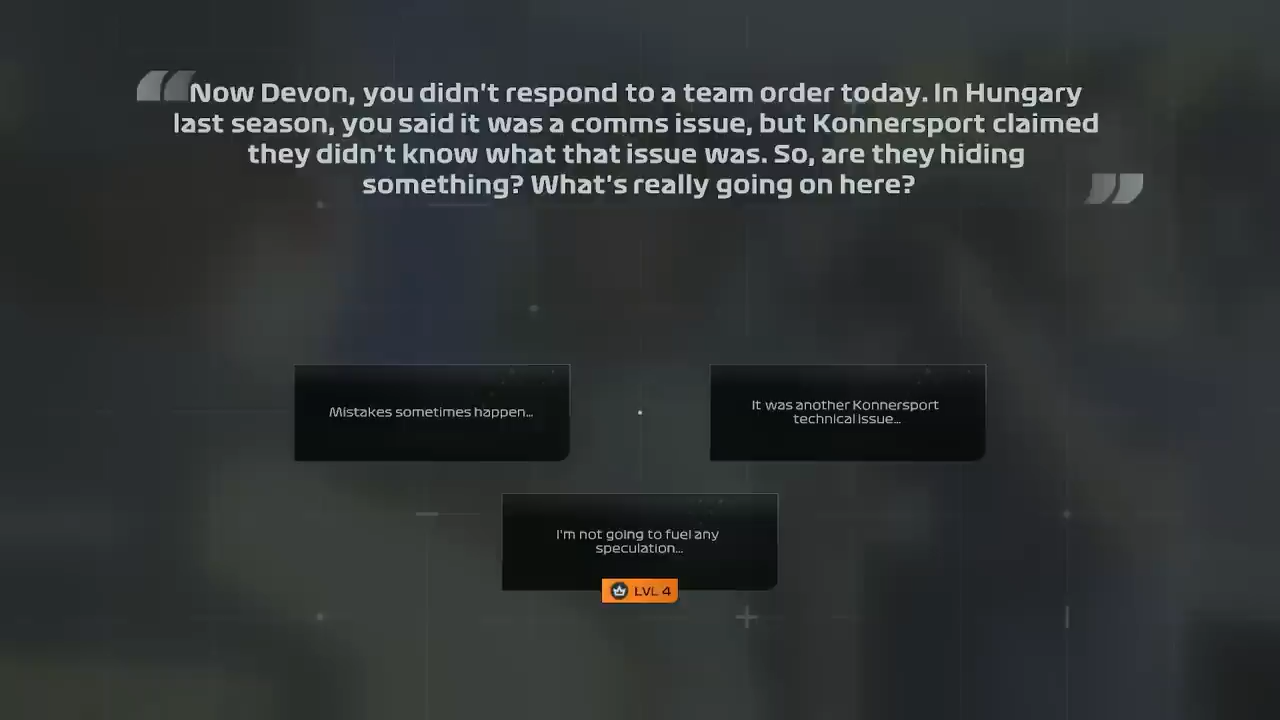 Now Devon, you didn't respond to a team order today. In Hungary
last season, you said it was a comms issue, but Konnersport claimed
they didn't know what that issue was. So, are they hiding
something? What's really going on here?
Mistakes sometimes happen...
It was another Konnersport
technical issue...
I'm not going to fuel any
speculation...
LVL 4